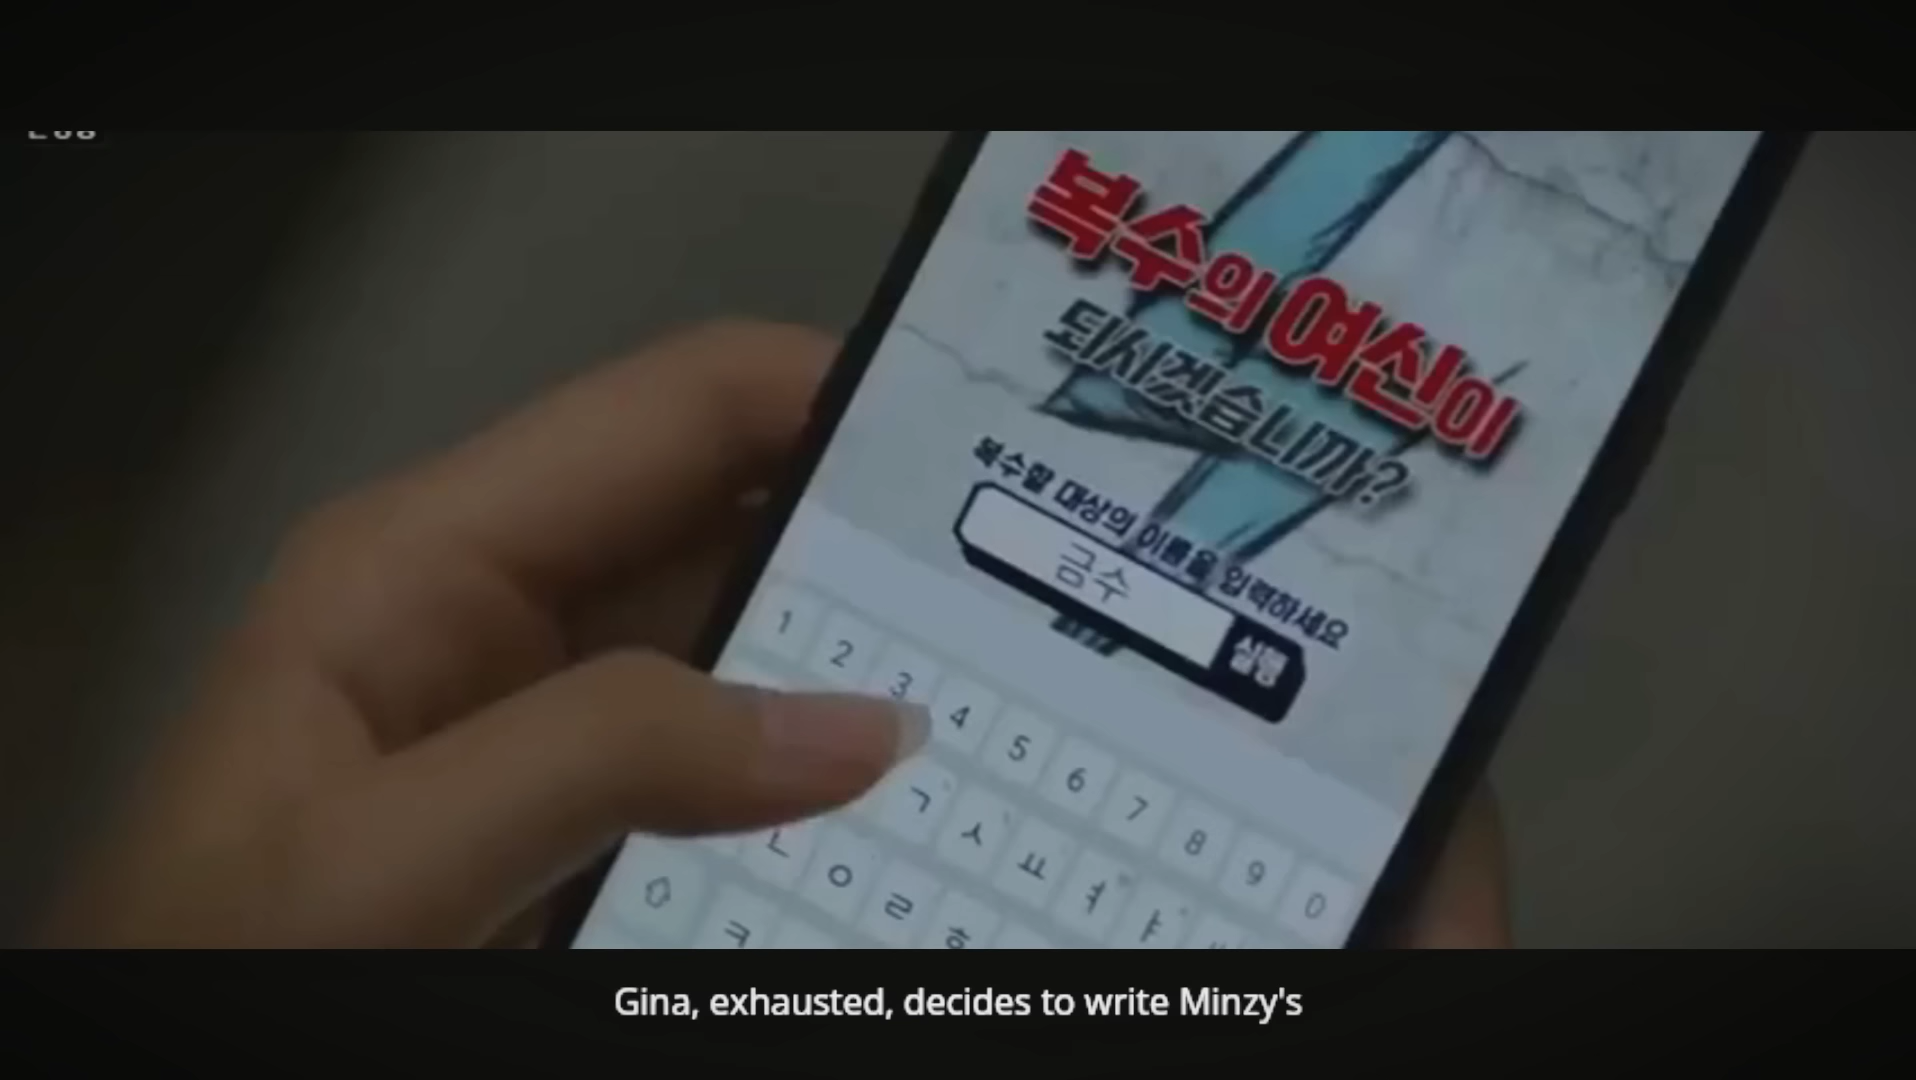 복수의 여신이
되시겠습니까?
복수할 대상의 이름을 입력하세요
금수
실행
1 2 3 4 5 6 7 8 9 0
ㄱ ㅅ ㅛ ㅕ ㅑ
ㄴ ㅇ ㄹ ㅎ
ㅋ
Gina, exhausted, decides to write Minzy's